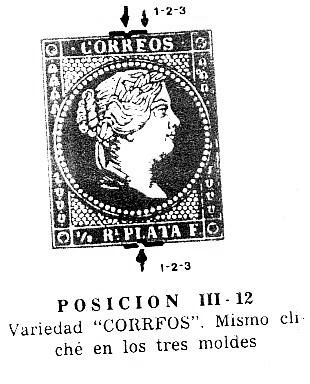 1-2-3
CORREOS
½ Rˡ PLATA F.
1-2-3
POSICION III-12
Variedad "CORRFOS". Mismo cli-
ché en los tres moldes